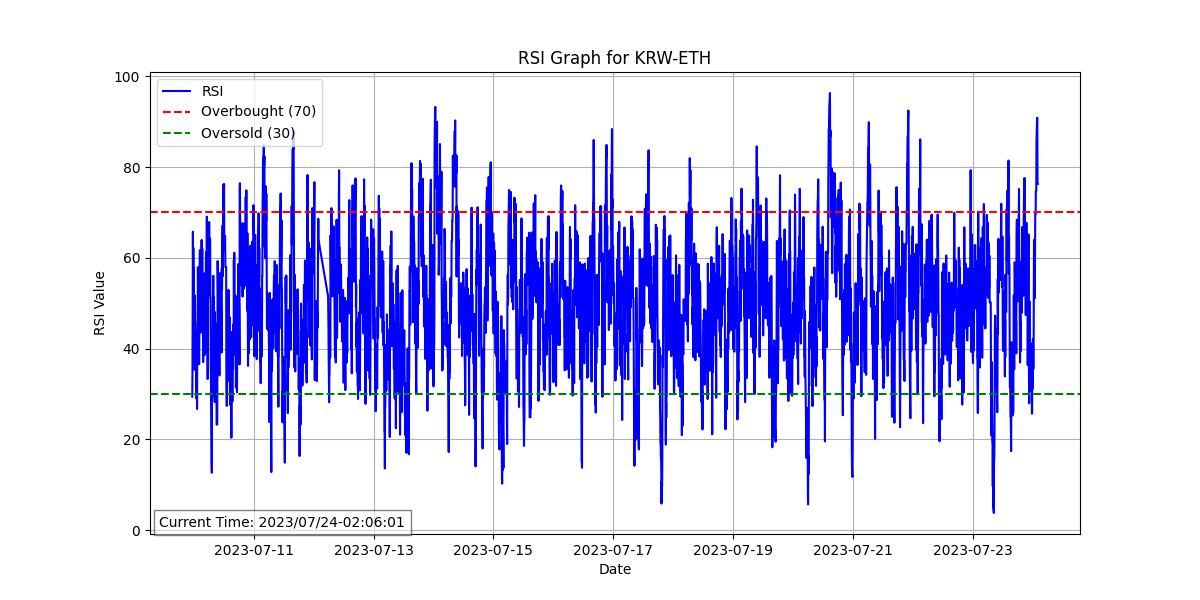 RSI Graph for KRW-ETH
RSI
Overbought (70)
Oversold (30)
100
80
60
40
20
0
RSI Value
Current Time: 2023/07/24-02:06:01
2023-07-11 2023-07-13 2023-07-15 2023-07-17 2023-07-19 2023-07-21 2023-07-23
Date